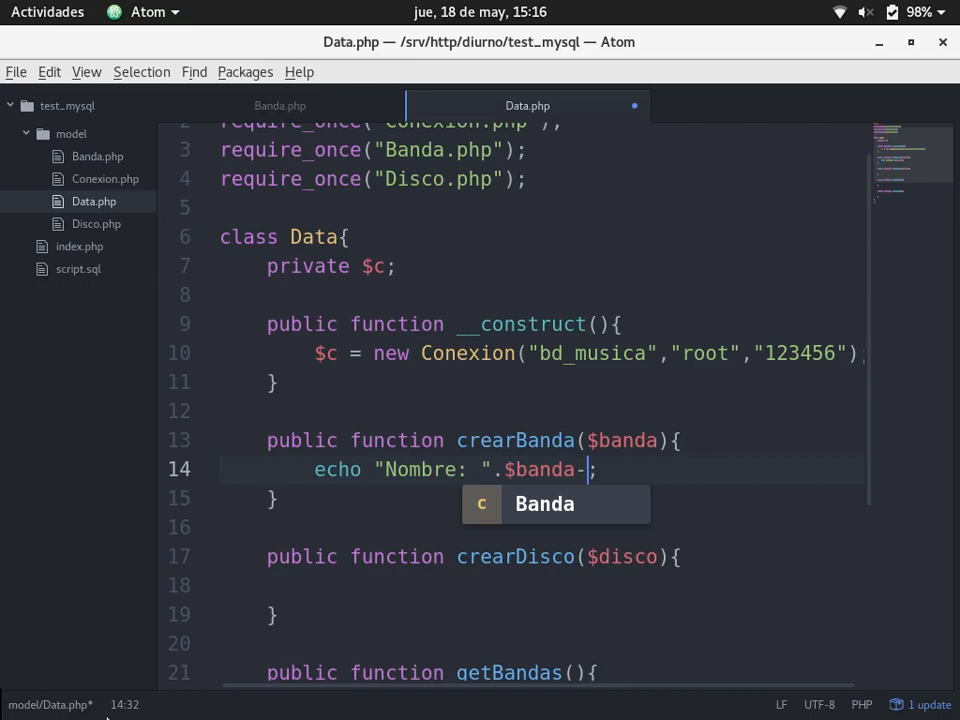 Actividades Atom jue, 18 de may, 15:16 98%
Data.php — /srv/http/diurno/test_mysql — Atom
File Edit View Selection Find Packages Help
test_mysql
model
Banda.php
Conexion.php
Data.php
Disco.php
index.php
script.sql
Banda.php Data.php
2 require_once("Conexion.php");
3 require_once("Banda.php");
4 require_once("Disco.php");
5
6 class Data{
7 private $c;
8
9 public function __construct(){
10 $c = new Conexion("bd_musica","root","123456");
11 }
12
13 public function crearBanda($banda){
14 echo "Nombre: ".$banda-;
c Banda
15 }
16
17 public function crearDisco($disco){
18
19 }
20
21 public function getBandas(){
model/Data.php* 14:32 LF UTF-8 PHP 1 update